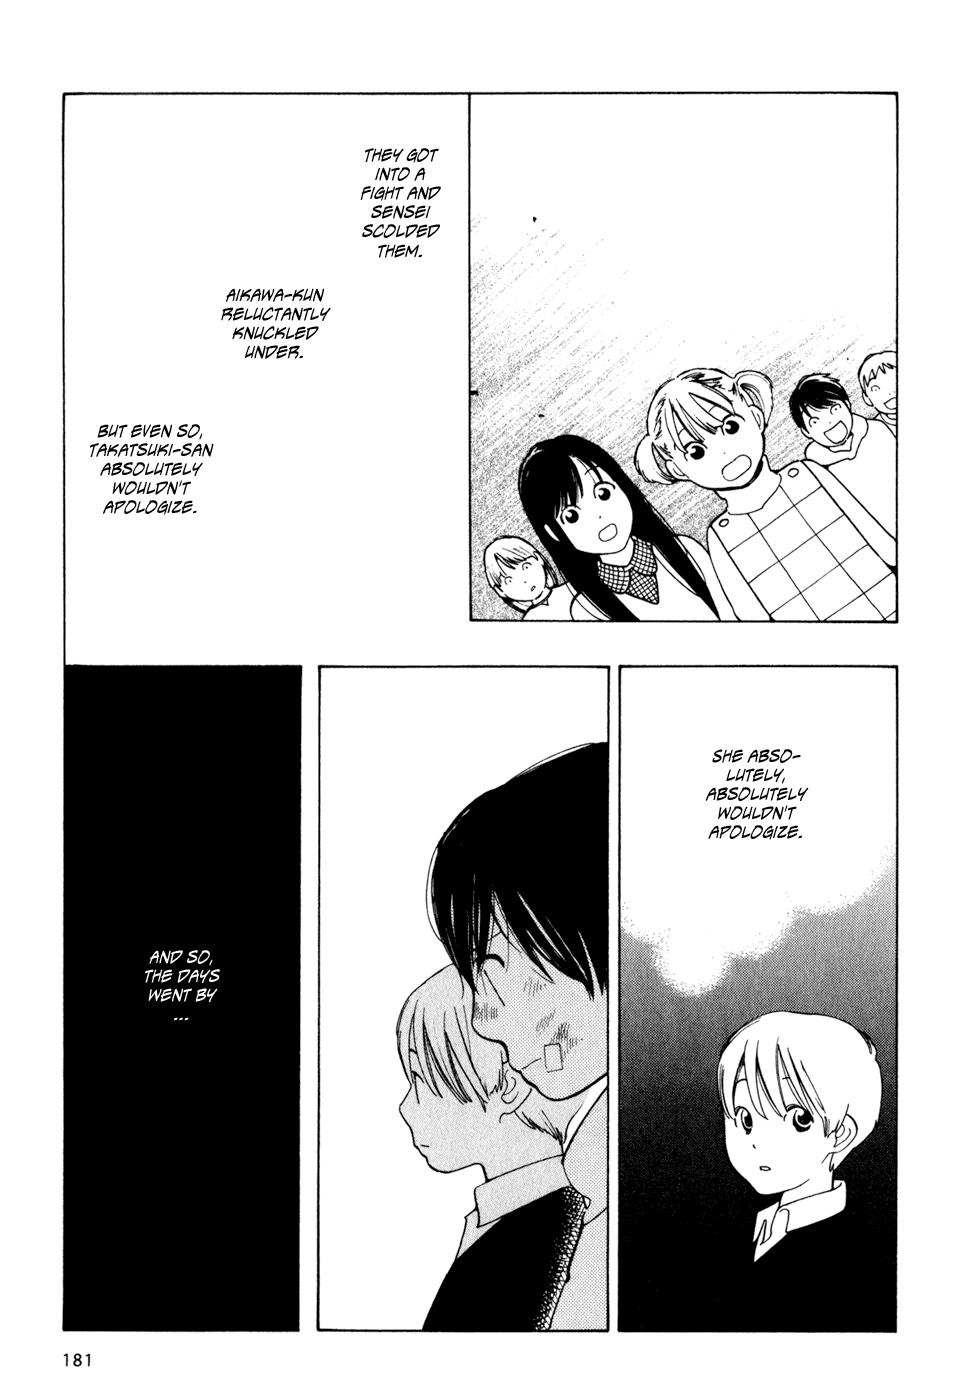 THEY GOT
INTO A
FIGHT AND
SENSEI
SCOLDED
THEM.
AIKAWA-KUN
RELUCTANTLY
KNUCKLED
UNDER.
BUT EVEN SO,
TAKATSUKI-SAN
ABSOLUTELY
WOULDN'T
APOLOGIZE.
SHE ABSO-
LUTELY,
ABSOLUTELY
WOULDN'T
APOLOGIZE.
AND SO,
THE DAYS
WENT BY
...
181